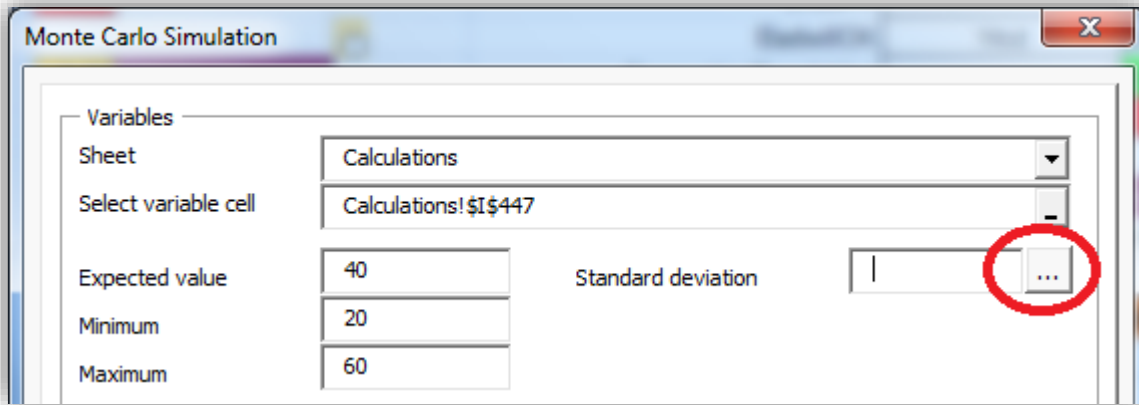 Monte Carlo Simulation
Variables
Sheet Calculations
Select variable cell Calculations!$I$447
Expected value 40 Standard deviation ...
Minimum 20
Maximum 60